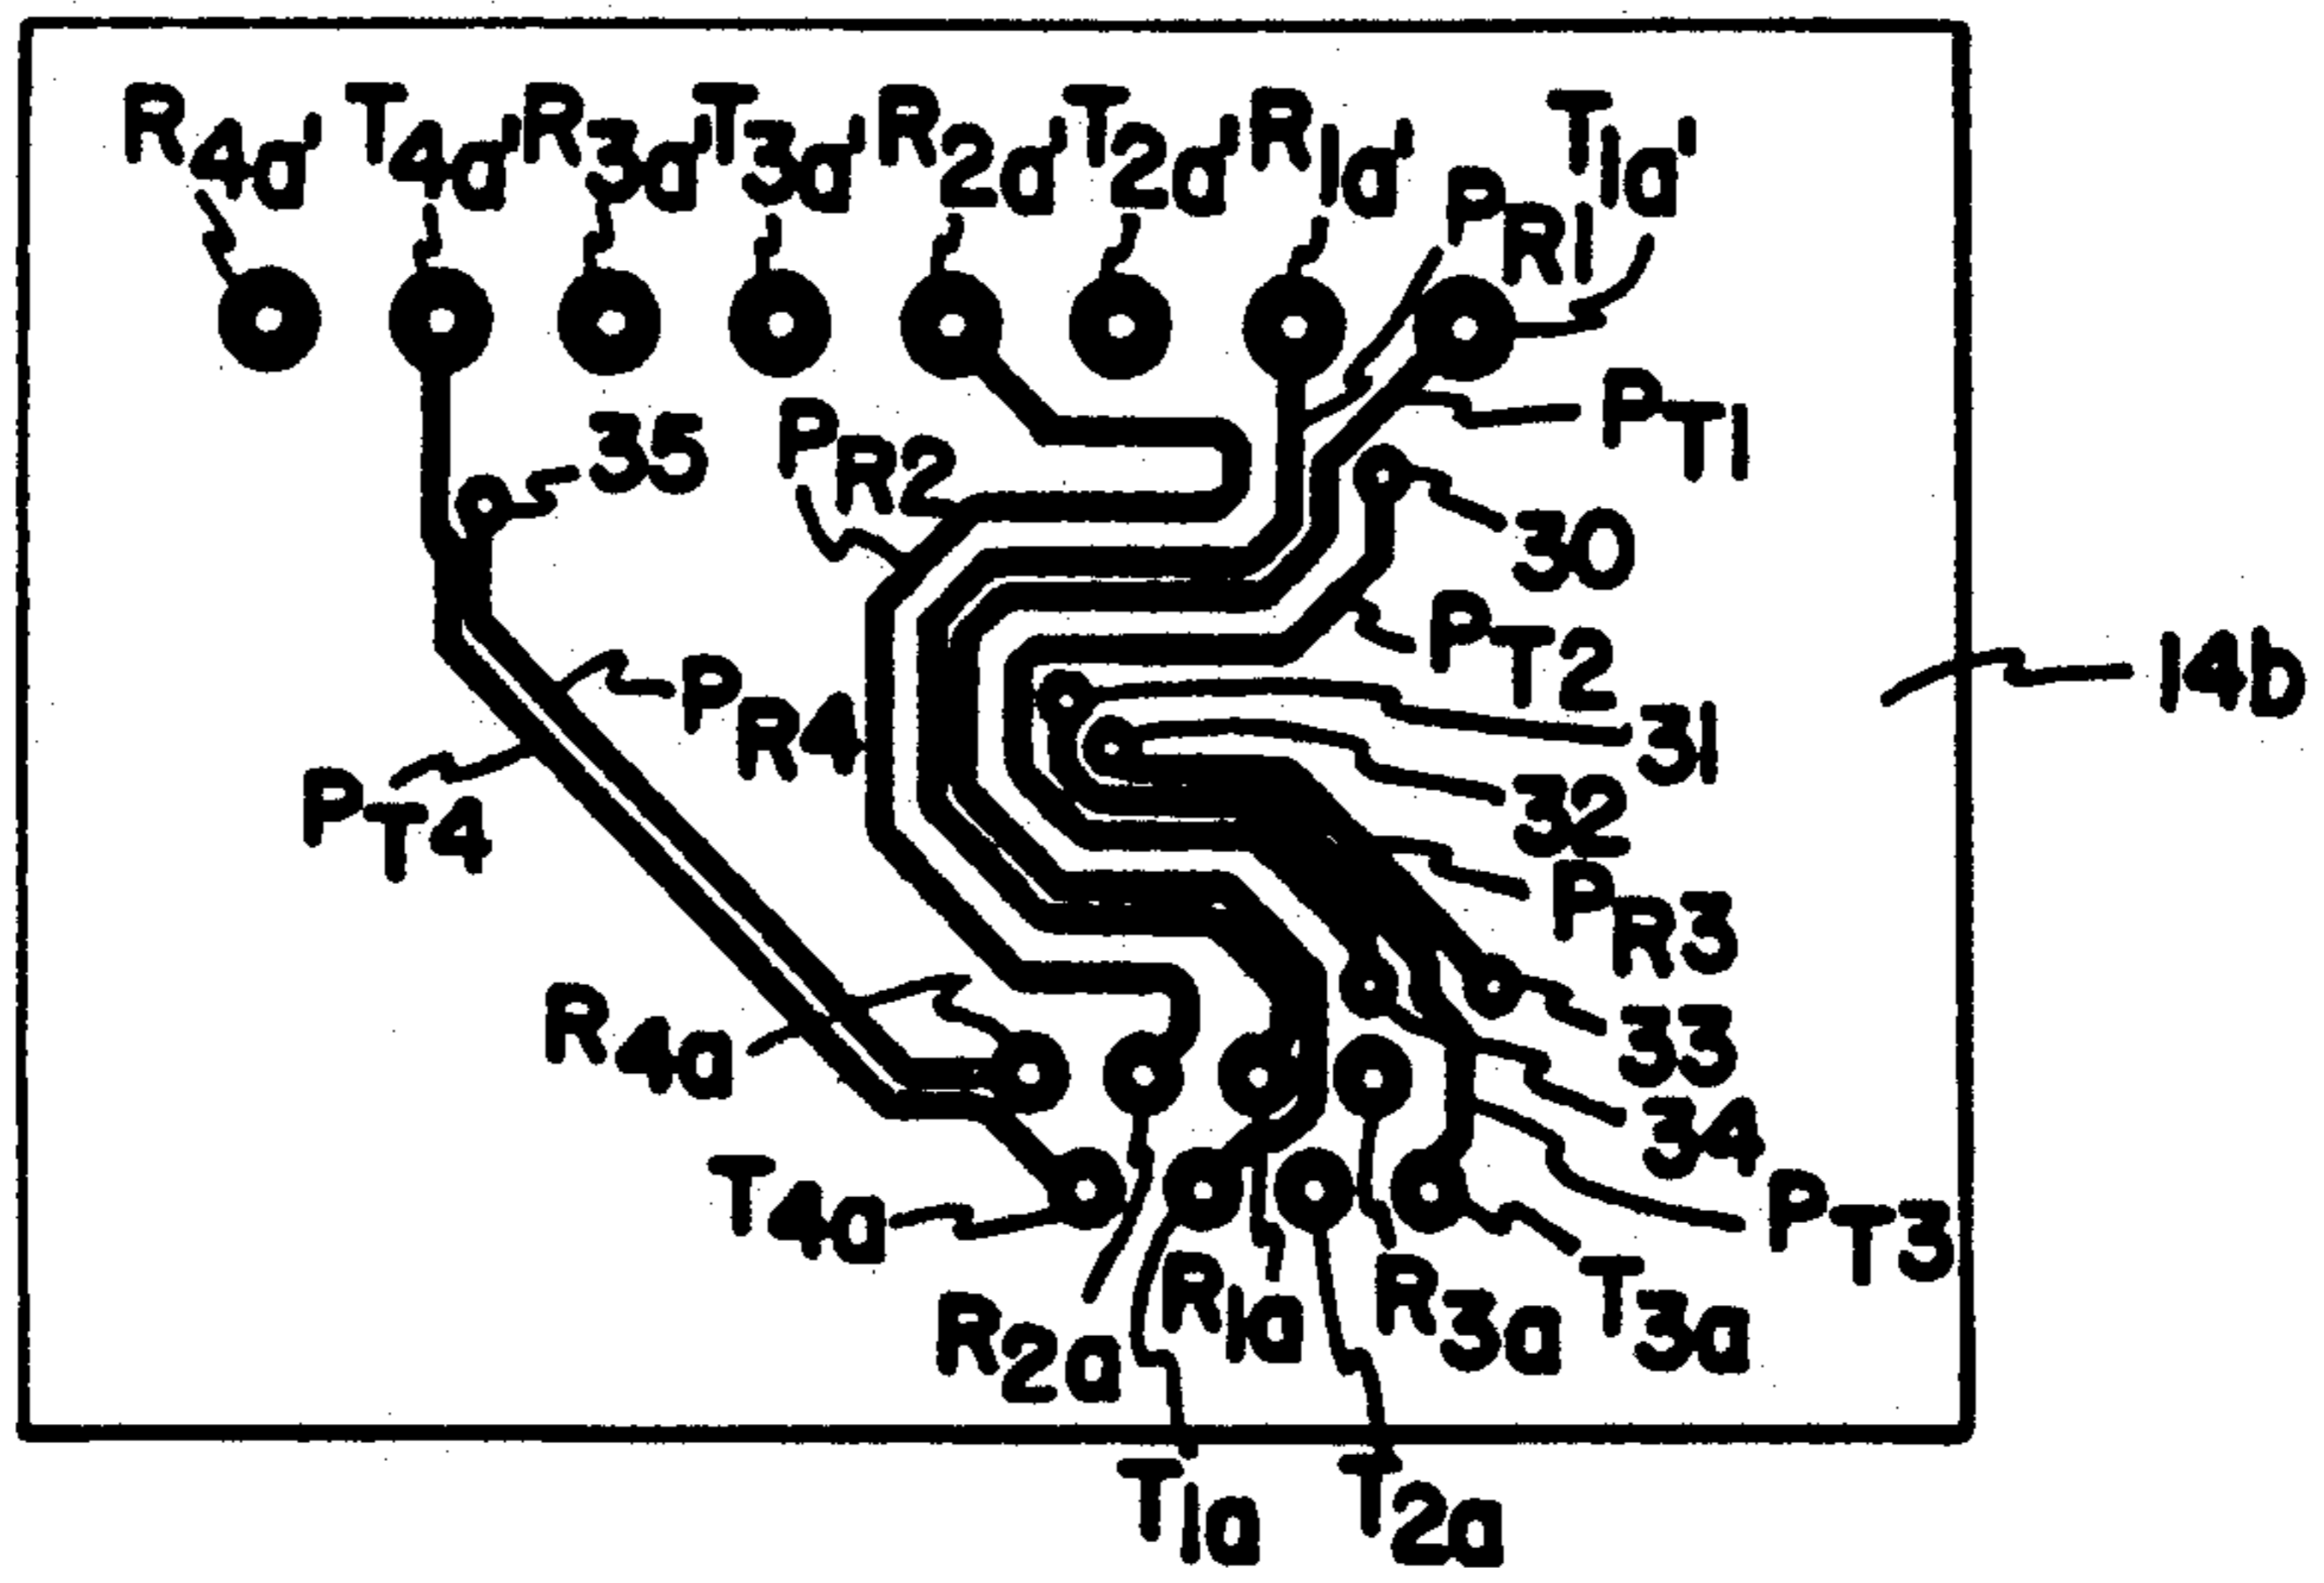 R4a' T4a' R3a' T3a' R2a' T2a' R1a' T1a'
PR1
PT1
35
PR2
30
PT2
14b
PR4
31
PT4
32
PR3
R4a
33
34
T4a
PT3
R2a R1a R3a T3a
T1a T2a